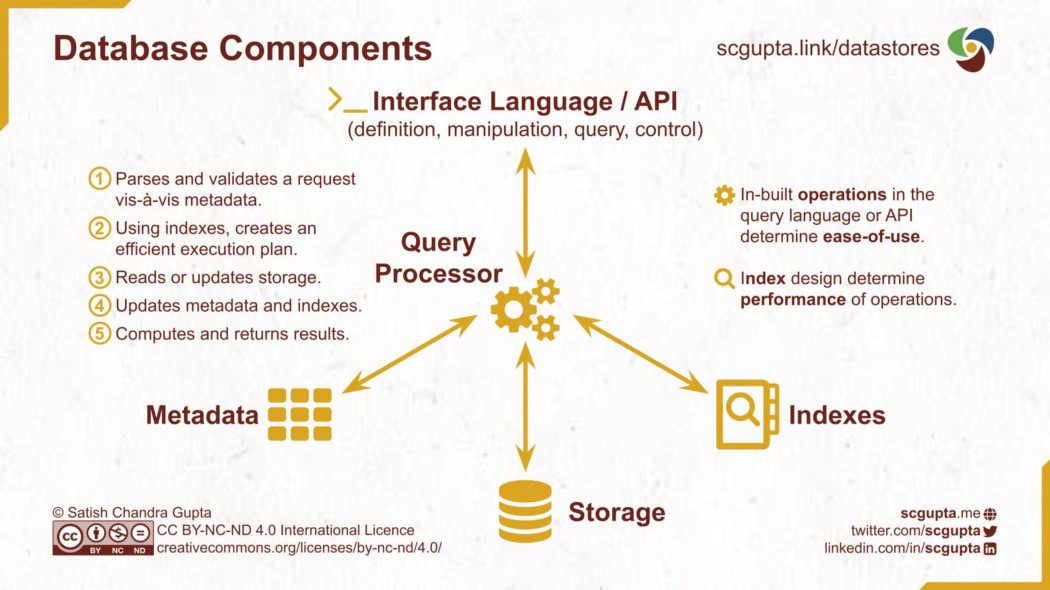 Database Components
scgupta.link/datastores
>_ Interface Language / API
(definition, manipulation, query, control)
1 Parses and validates a request
vis-à-vis metadata.
2 Using indexes, creates an
efficient execution plan.
3 Reads or updates storage.
4 Updates metadata and indexes.
5 Computes and returns results.
Query
Processor
In-built operations in the
query language or API
determine ease-of-use.
Index design determine
performance of operations.
Metadata
Indexes
Storage
© Satish Chandra Gupta
CC BY-NC-ND 4.0 International Licence
creativecommons.org/licenses/by-nc-nd/4.0/
cc
BY NC ND
scgupta.me
twitter.com/scgupta
linkedin.com/in/scgupta in